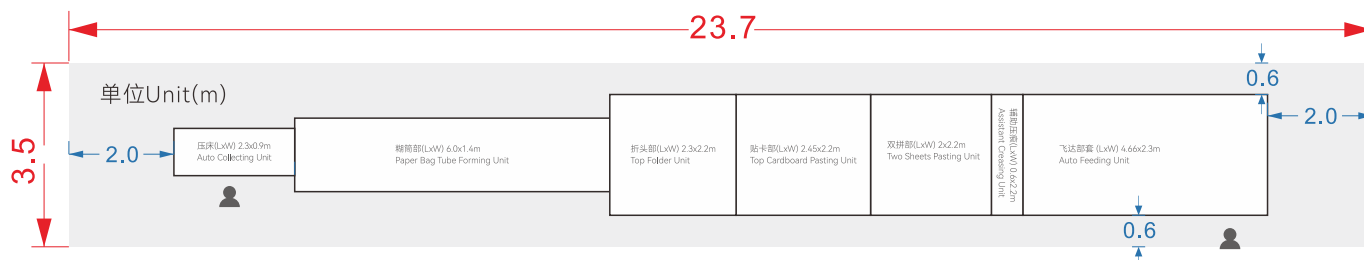 23.7
0.6
单位Unit(m)
3.5
2.0
压床(LxW) 2.3x0.9m
Auto Collecting Unit
糊筒部(LxW) 6.0x1.4m
Paper Bag Tube Forming Unit
折头部(LxW) 2.3x2.2m
Top Folder Unit
贴卡部(LxW) 2.45x2.2m
Top Cardboard Pasting Unit
双拼部(LxW) 2x2.2m
Two Sheets Pasting Unit
辅助压痕(LxW) 0.6x2.2m
Assistant Creasing Unit
飞达部套 (LxW) 4.66x2.3m
Auto Feeding Unit
2.0
0.6